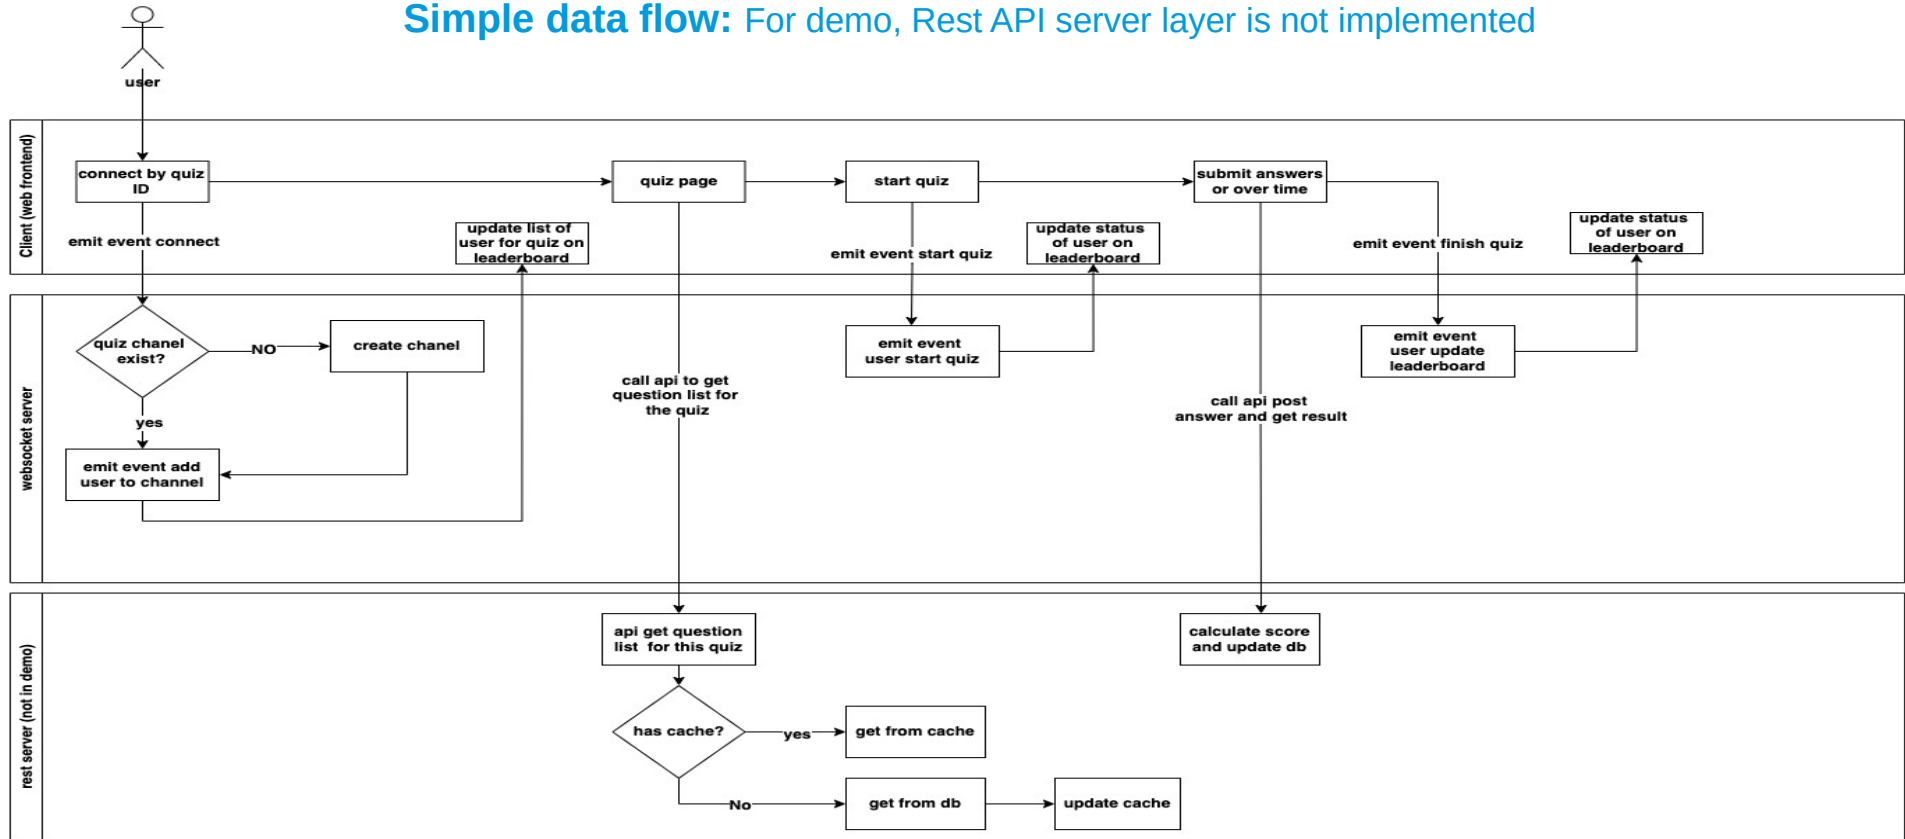 Simple data flow: For demo, Rest API server layer is not implemented
user
Client (web frontend)
connect by quiz
ID
quiz page
start quiz
submit answers
or over time
emit event connect
update list of
user for quiz on
leaderboard
emit event start quiz
update status
of user on
leaderboard
emit event finish quiz
update status
of user on
leaderboard
websocket server
quiz chanel
exist?
NO
create chanel
yes
emit event add
user to channel
call api to get
question list for
the quiz
emit event
user start quiz
call api post
answer and get result
emit event
user update
leaderboard
rest server (not in demo)
api get question
list for this quiz
calculate score
and update db
has cache?
yes
get from cache
No
get from db
update cache